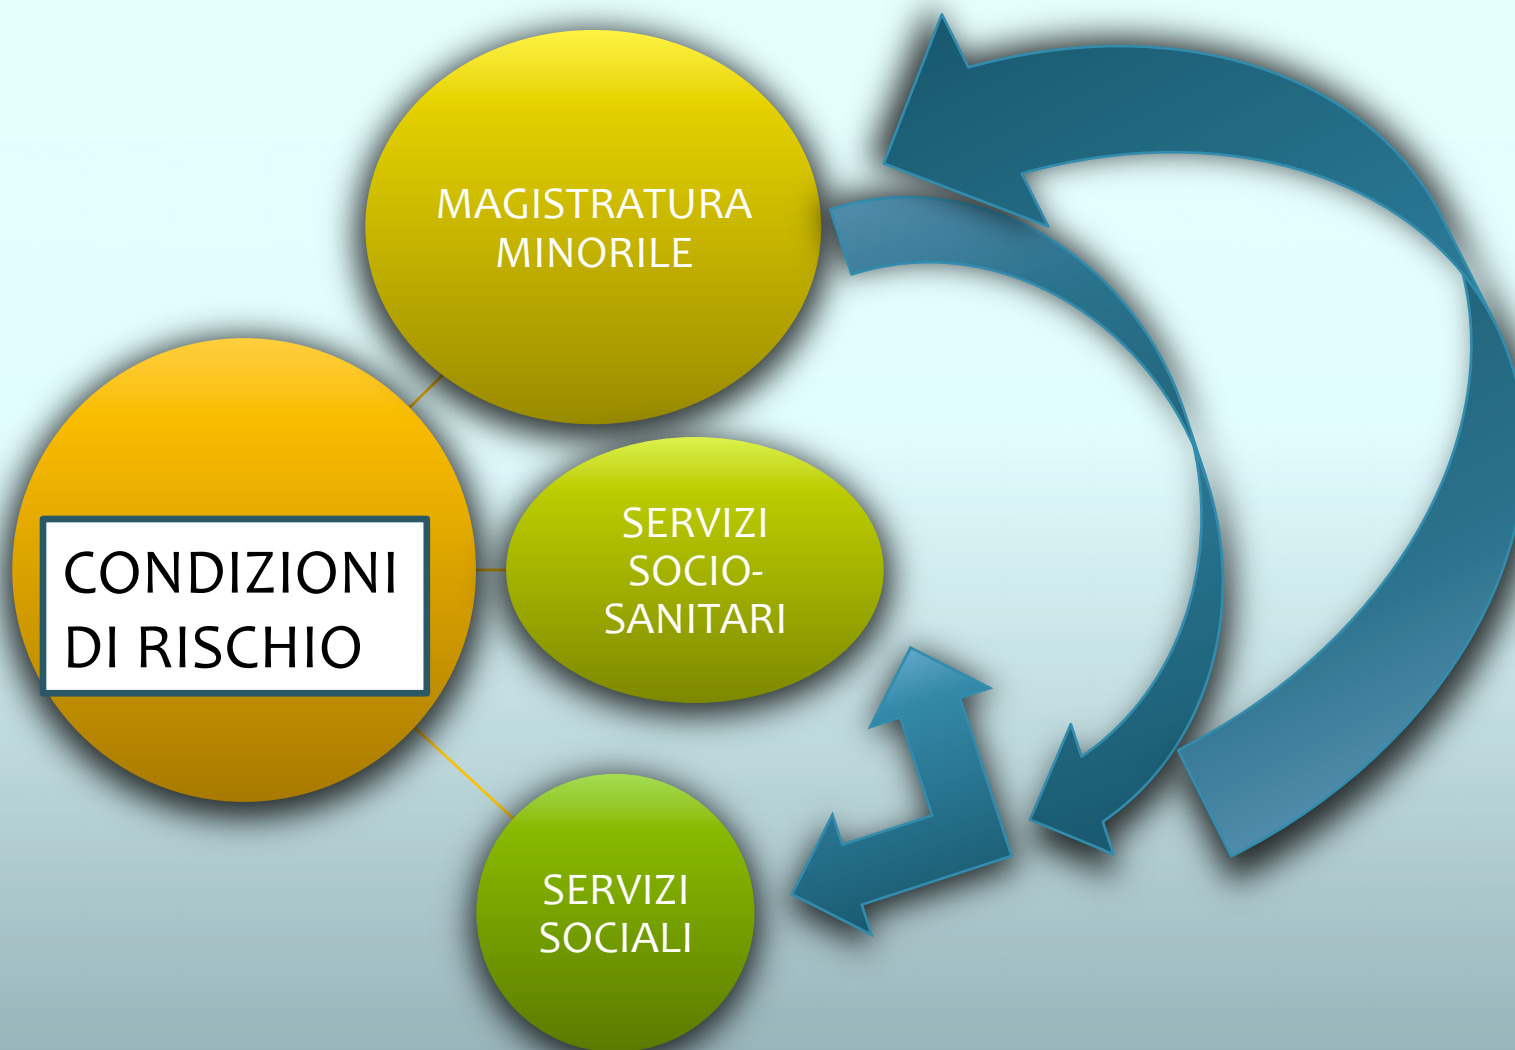 MAGISTRATURA
MINORILE
SERVIZI
SOCIO-
SANITARI
CONDIZIONI
DI RISCHIO
SERVIZI
SOCIALI